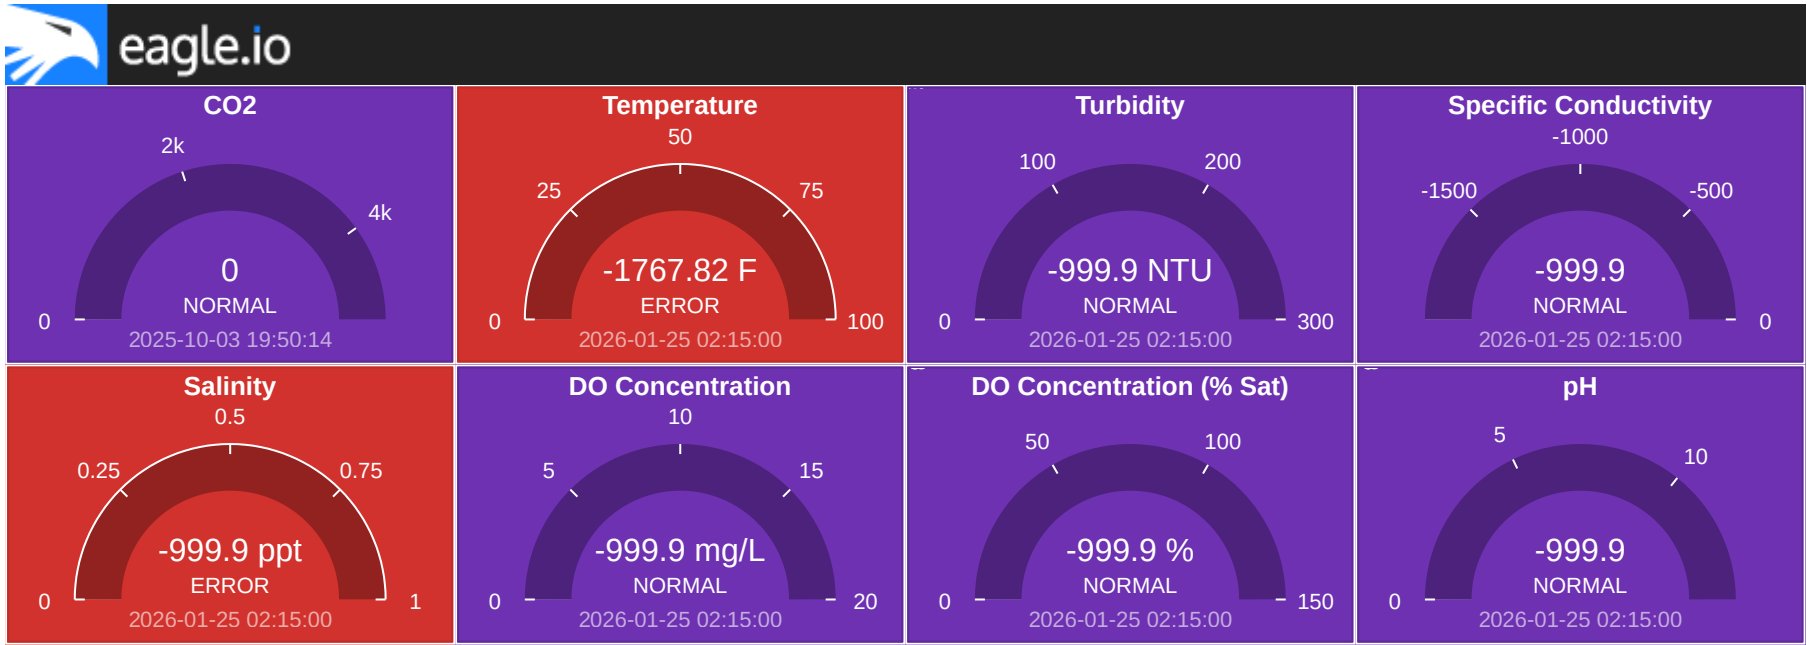 eagle.io
CO2
2k
4k
0
0
NORMAL
2025-10-03 19:50:14
Temperature
50
25
75
-1767.82 F
ERROR
0
100
2026-01-25 02:15:00
Turbidity
100
200
-999.9 NTU
NORMAL
0
300
2026-01-25 02:15:00
Specific Conductivity
-1000
-1500
-500
-999.9
NORMAL
0
2026-01-25 02:15:00
Salinity
0.5
0.25
0.75
-999.9 ppt
ERROR
0
1
2026-01-25 02:15:00
DO Concentration
10
5
15
-999.9 mg/L
NORMAL
0
20
2026-01-25 02:15:00
DO Concentration (% Sat)
50
100
-999.9 %
NORMAL
0
150
2026-01-25 02:15:00
pH
5
10
-999.9
NORMAL
0
2026-01-25 02:15:00